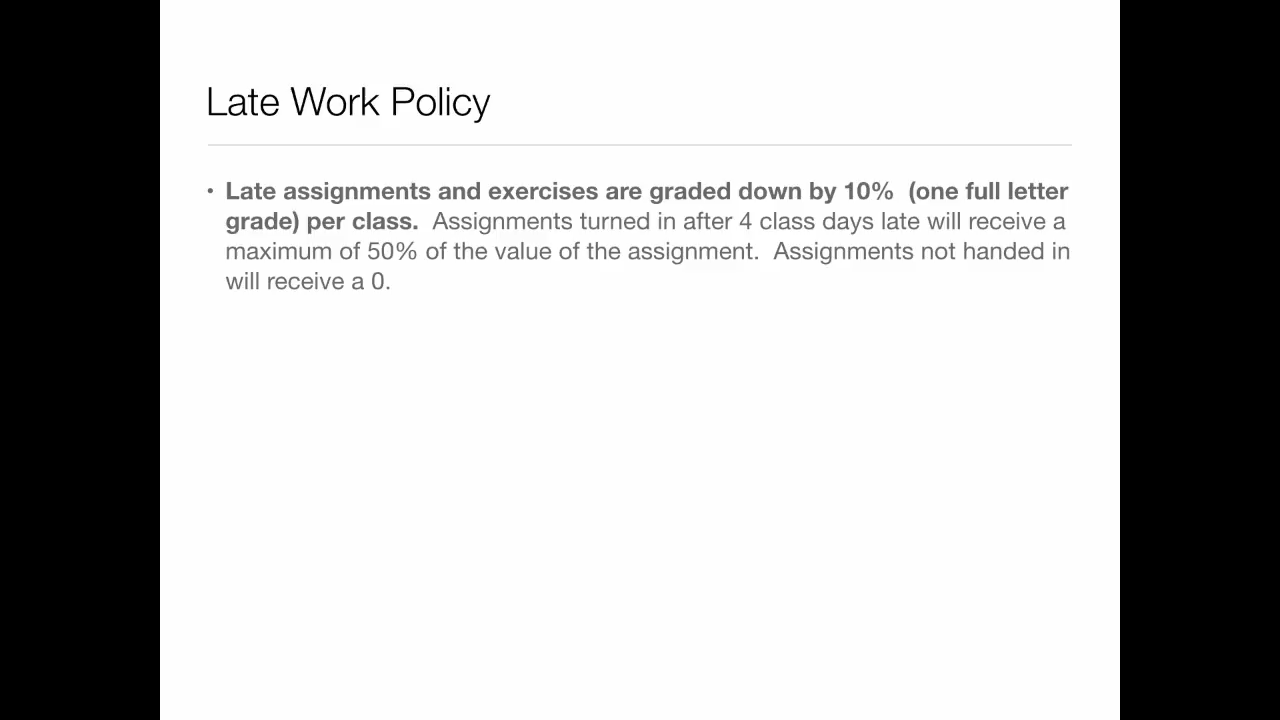 Late Work Policy
• Late assignments and exercises are graded down by 10%  (one full letter
grade) per class.  Assignments turned in after 4 class days late will receive a
maximum of 50% of the value of the assignment.  Assignments not handed in
will receive a 0.